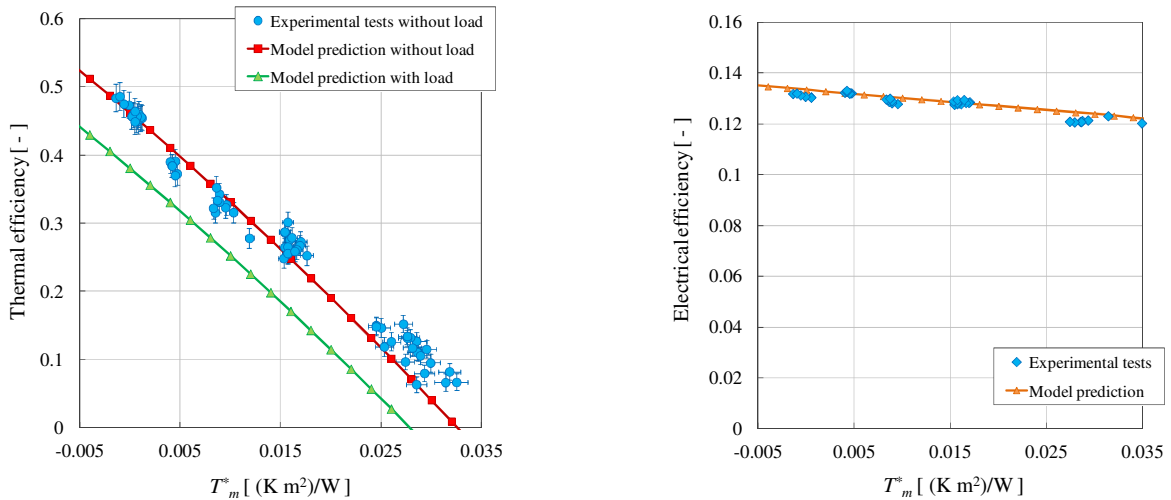 Thermal efficiency [ - ]
0.6
0.5
0.4
0.3
0.2
0.1
0
-0.005
0.005
0.015
0.025
0.035
T*m [ (K m²)/W ]
Experimental tests without load
Model prediction without load
Model prediction with load
Electrical efficiency [ - ]
0.16
0.14
0.12
0.1
0.08
0.06
0.04
0.02
0
-0.005
0.005
0.015
0.025
0.035
T*m [ (K m²)/W ]
Experimental tests
Model prediction